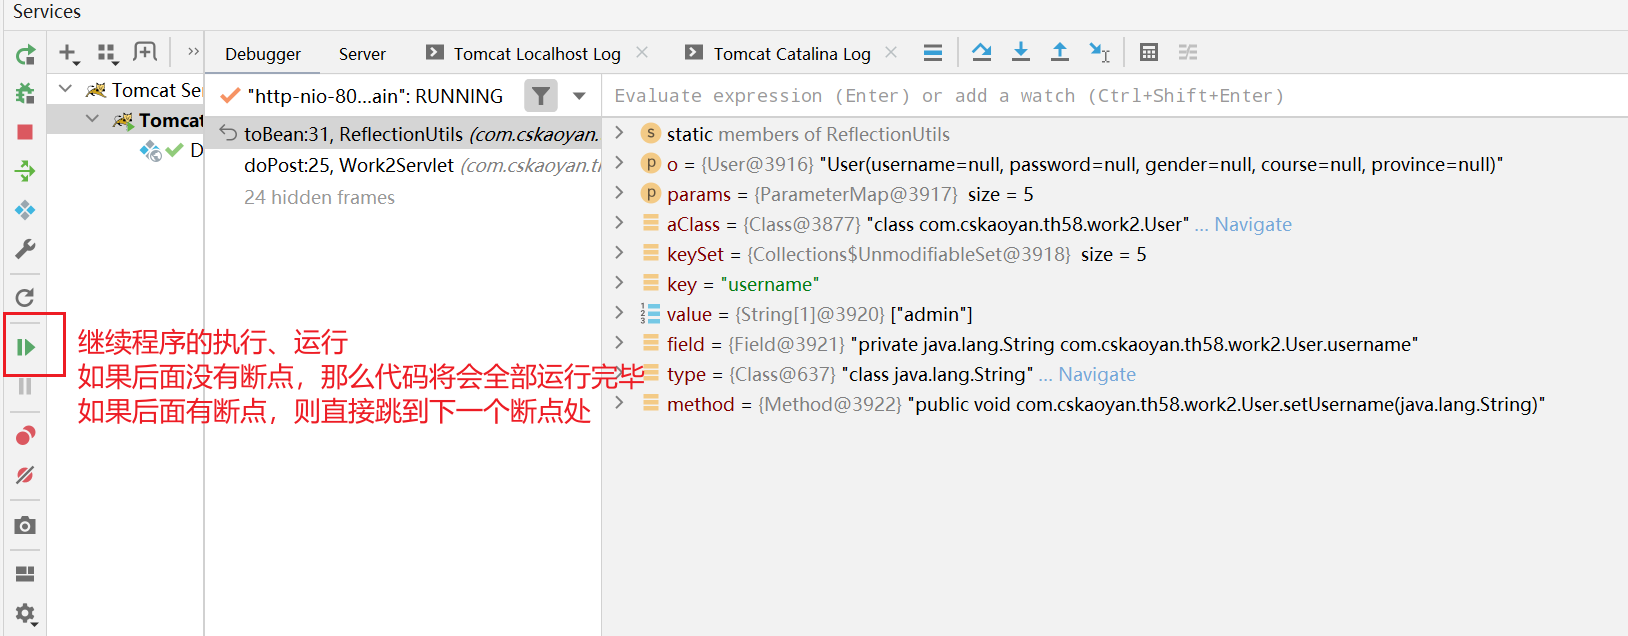 Services
Debugger
Server
Tomcat Localhost Log
Tomcat Catalina Log
Tomcat Se
Tomcat
D
"http-nio-80...ain": RUNNING
toBean:31, ReflectionUtils (com.cskaoyan.
doPost:25, Work2Servlet (com.cskaoyan.t
24 hidden frames
Evaluate expression (Enter) or add a watch (Ctrl+Shift+Enter)
static members of ReflectionUtils
o = {User@3916} "User(username=null, password=null, gender=null, course=null, province=null)"
params = {ParameterMap@3917} size = 5
aClass = {Class@3877} "class com.cskaoyan.th58.work2.User" ... Navigate
keySet = {Collections$UnmodifiableSet@3918} size = 5
key = "username"
value = {String[1]@3920} ["admin"]
field = {Field@3921} "private java.lang.String com.cskaoyan.th58.work2.User.username"
type = {Class@637} "class java.lang.String" ... Navigate
method = {Method@3922} "public void com.cskaoyan.th58.work2.User.setUsername(java.lang.String)"
继续程序的执行、运行
如果后面没有断点，那么代码将会全部运行完毕
如果后面有断点，则直接跳到下一个断点处